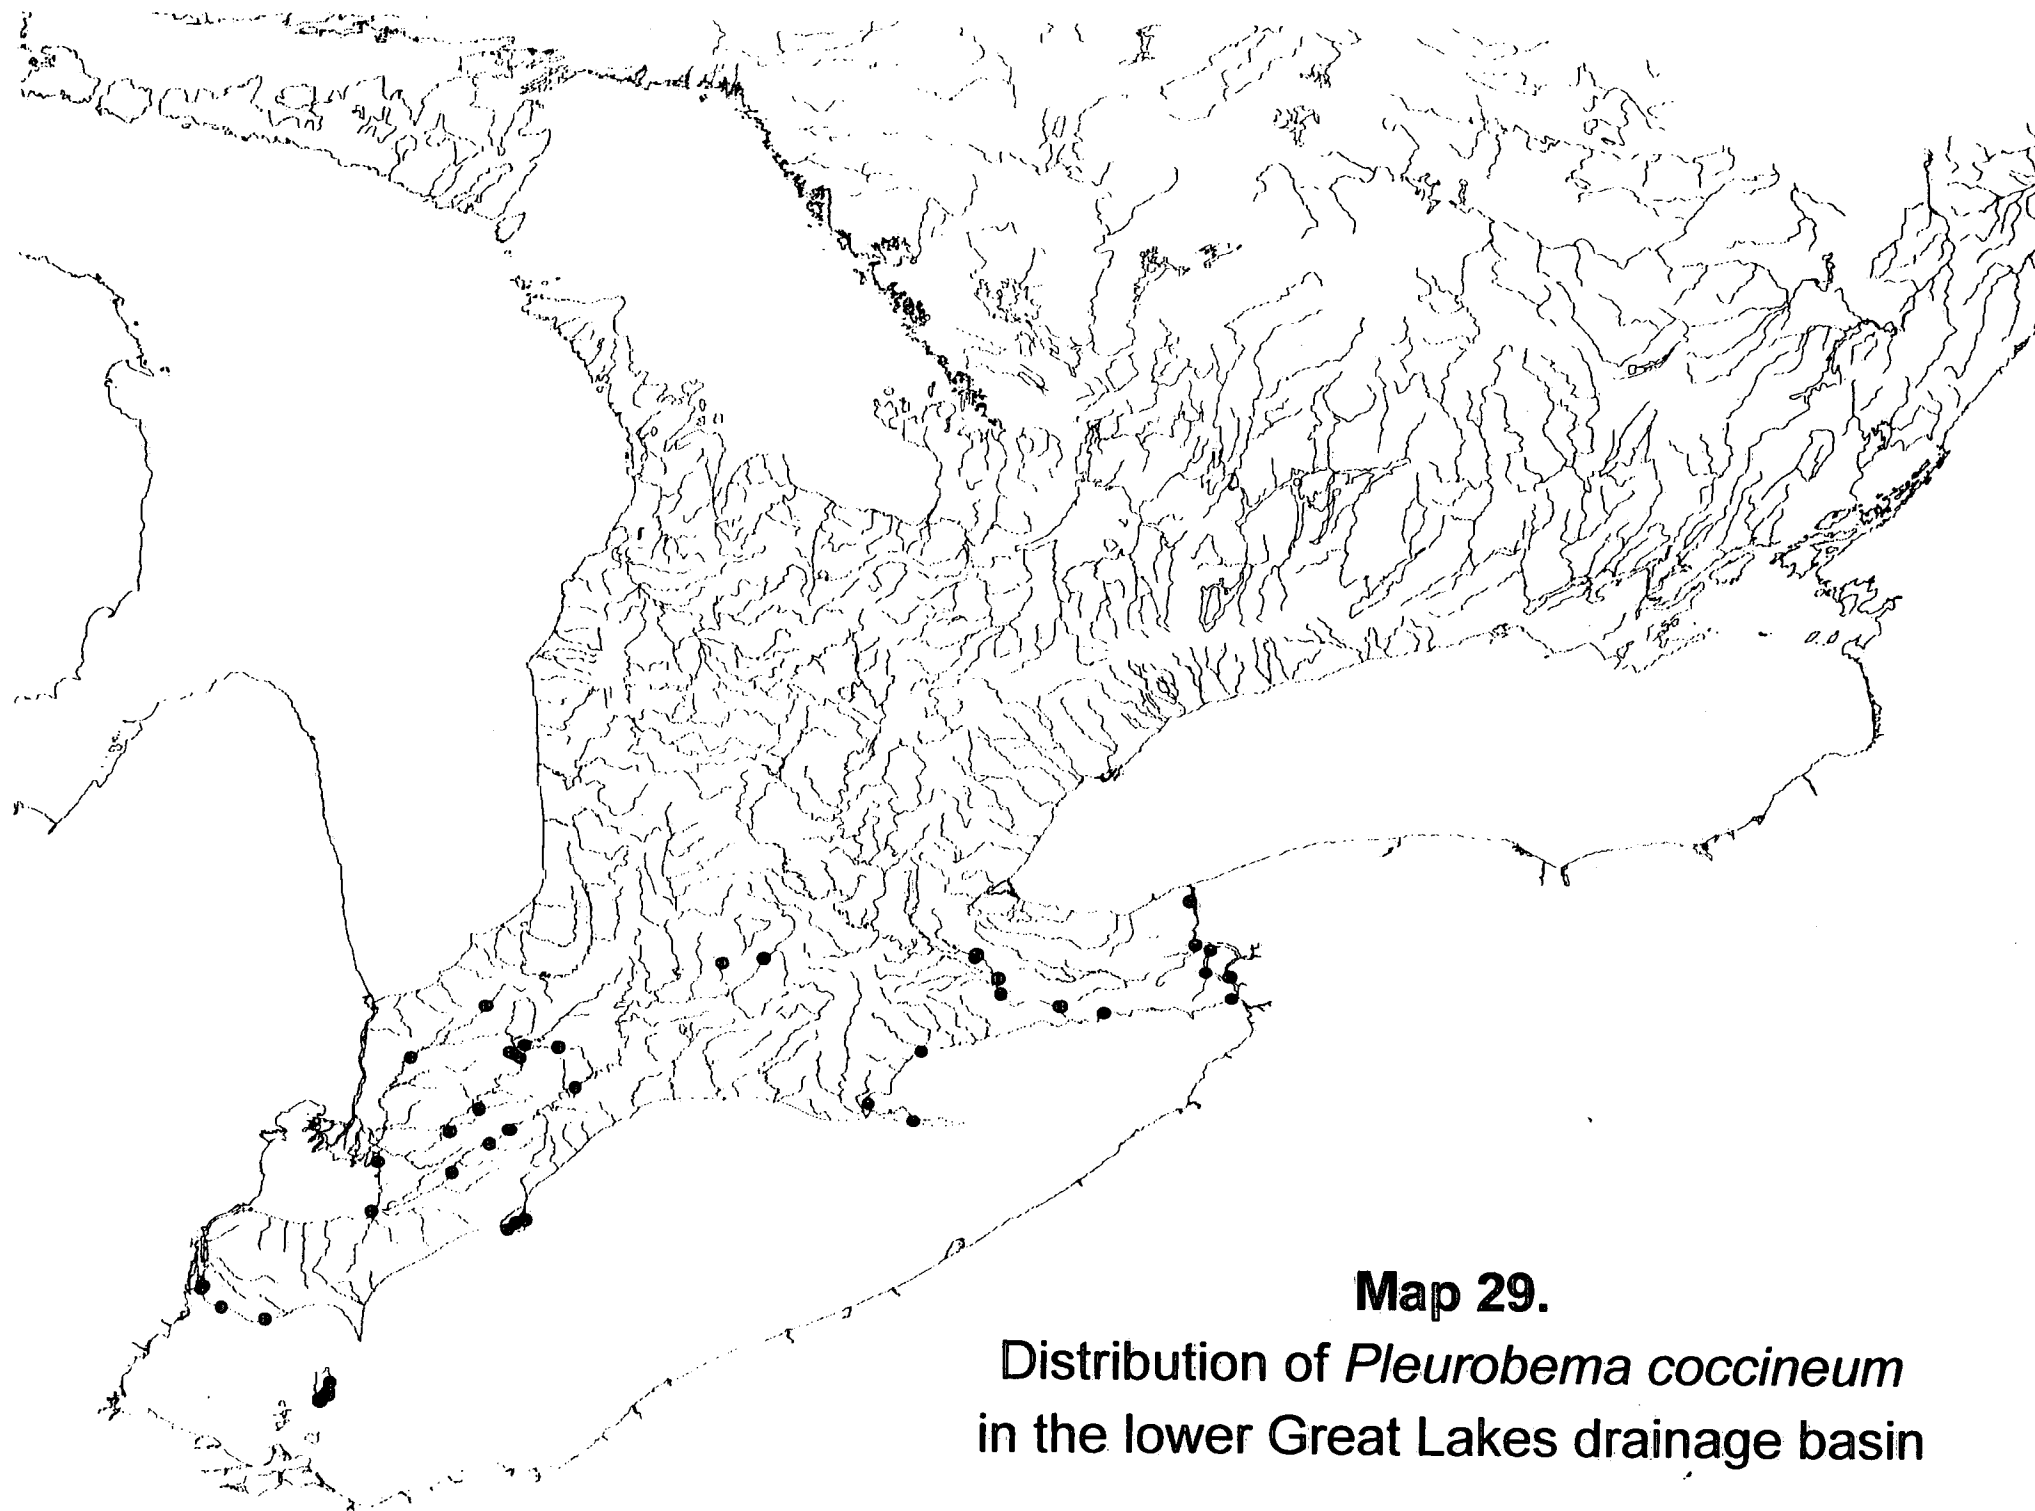 Map 29.
Distribution of Pleurobema coccineum
in the lower Great Lakes drainage basin